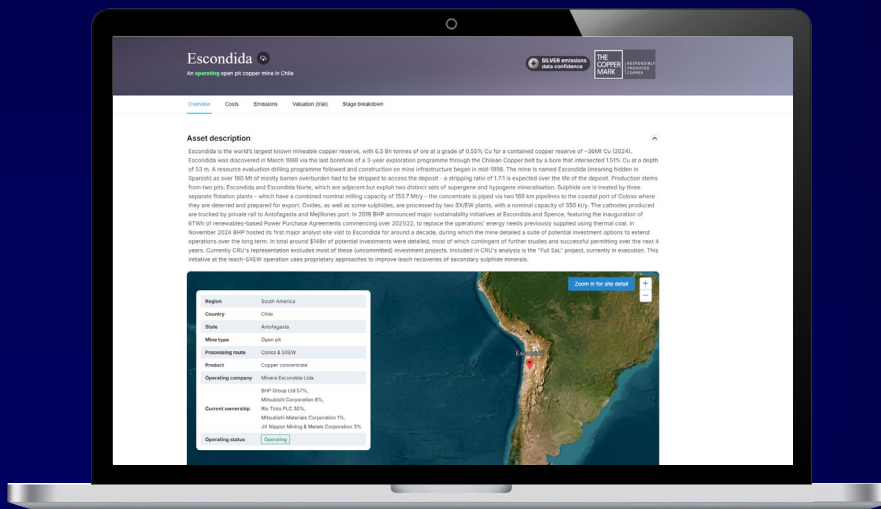 Escondida
An operating open pit copper mine in Chile
SILVER emissions
data confidence
THE
COPPER
MARK
RESPONSIBLY
PRODUCED
COPPER
Overview Costs Emissions Valuation (trial) Stage breakdown
Asset description
Escondida is the world's largest known mineable copper reserve, with 6.5 Bn tonnes of ore at a grade of 0.55% Cu for a contained copper reserve of ~36Mt Cu (2024).
Escondida was discovered in March 1988 via the last borehole of a 3-year exploration programme through the Chilean Copper belt by a bore that intersected 1.51% Cu at a depth
of 53 m. A resource evaluation drilling programme followed and construction on mine infrastructure began in mid-1998. The mine is named Escondida (meaning hidden in
Spanish) as over 180 Mt of mostly barren overburden had to be stripped to access the deposit - a stripping ratio of 1.7:1 is expected over the life of the deposit. Production stems
from two pits, Escondida and Escondida Norte, which are adjacent but exploit two distinct sets of supergene and hypogene mineralisation. Sulphide ore is treated by three
separate flotation plants – which have a combined nominal milling capacity of 153.7 Mt/y – the concentrate is piped via two 168 km pipelines to the coastal port of Coloso where
they are dewatered and prepared for export. Oxides, as well as some sulphides, are processed by two SX/EW plants, with a nominal capacity of 350 kt/y. The cathodes produced
are trucked by private rail to Antofagasta and Mejillones port. In 2019 BHP announced major sustainability initiatives at Escondida and Spence, featuring the inauguration of
6TWh of renewables-based Power Purchase Agreements commencing over 2021/22, to replace the operations' energy needs previously supplied using thermal coal. In
November 2024 BHP hosted its first major analyst site visit to Escondida for around a decade, during which the mine detailed a suite of potential investment options to extend
operations over the long term. In total around $14Bn of potential investments were detailed, most of which contingent of further studies and successful permitting over the next 4
years. Currently CRU's representation excludes most of these (uncommitted) investment projects. Included in CRU's analysis is the "Full SaL" project, currently in execution. This
initiative at the leach-SXEW operation uses proprietary approaches to improve leach recoveries of secondary sulphide minerals.
Zoom in for site detail
+
−
Region South America
Country Chile
State Antofagasta
Mine type Open pit
Processing route Concs & SXEW
Product Copper concentrate
Operating company Minera Escondida Ltda
Current ownership BHP Group Ltd 57%,
Mitsubishi Corporation 8%,
Rio Tinto PLC 30%,
Mitsubishi Materials Corporation 1%,
JX Nippon Mining & Metals Corporation 3%
Operating status Operating
Escondida